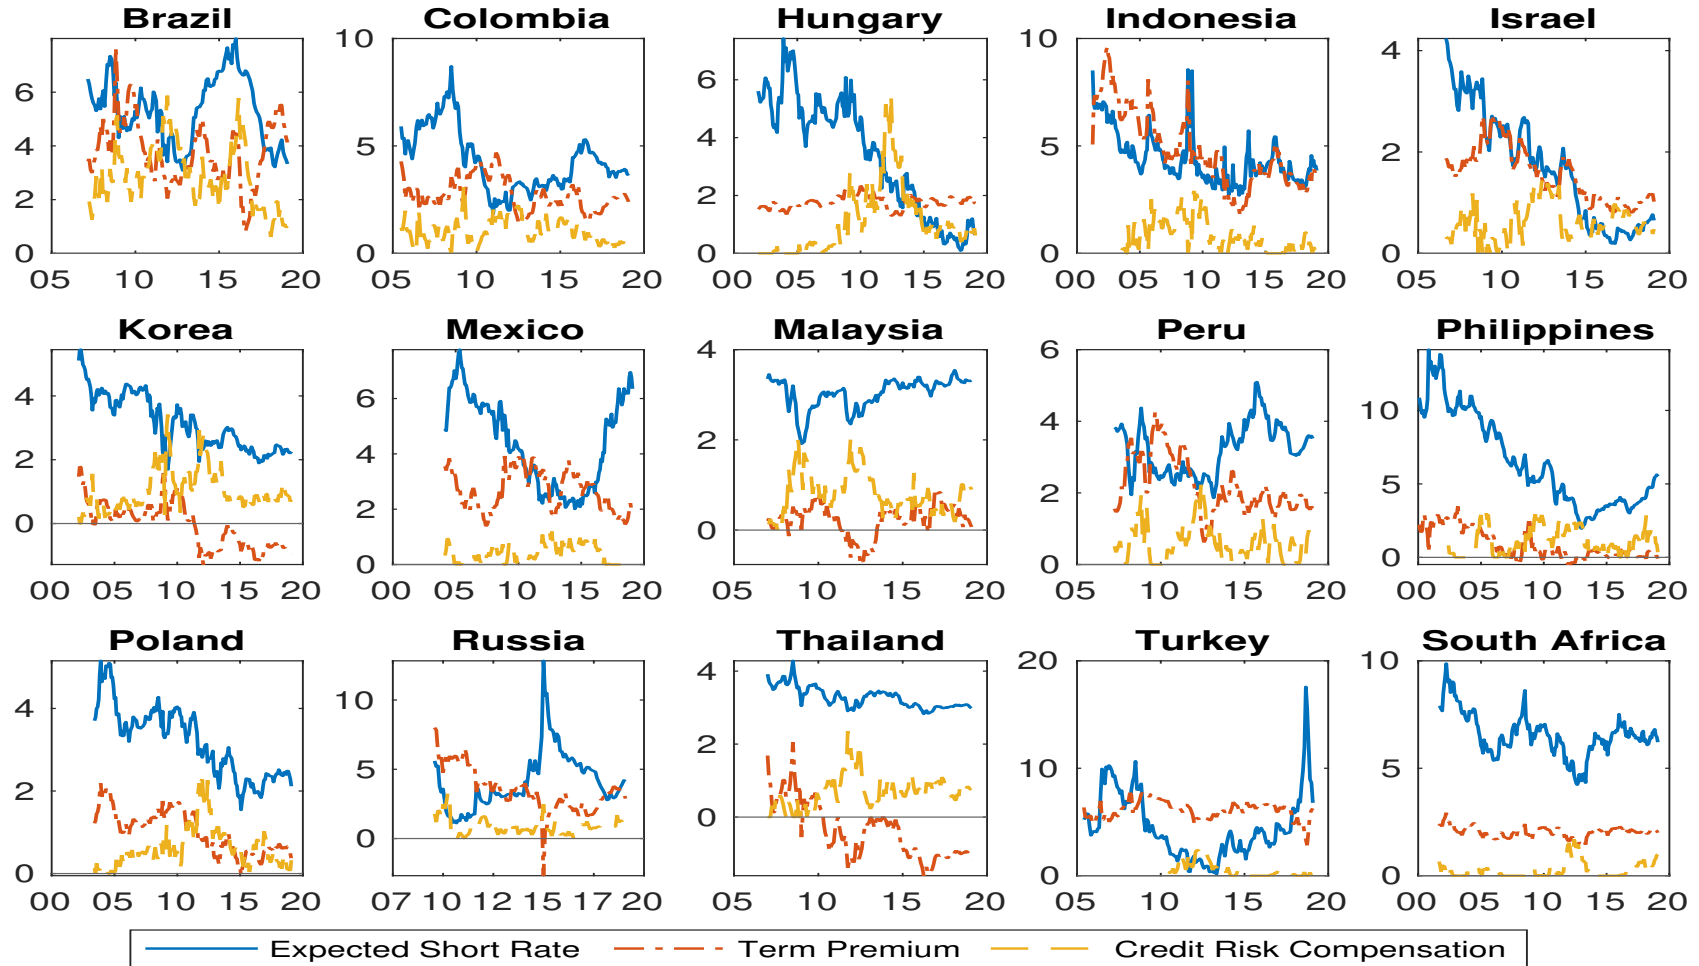 Brazil Colombia Hungary Indonesia Israel
6 4 2 0
05 10 15 20
10 5 0
05 10 15 20
6 4 2 0
00 05 10 15 20
10 5 0
00 05 10 15 20
4 2 0
05 10 15 20
Korea Mexico Malaysia Peru Philippines
4 2 0
00 05 10 15 20
6 4 2 0
00 05 10 15 20
4 2 0
05 10 15 20
6 4 2 0
05 10 15 20
10 5 0
00 05 10 15 20
Poland Russia Thailand Turkey South Africa
4 2 0
00 05 10 15 20
10 5 0
07 10 12 15 17 20
4 2 0
05 10 15 20
20 10 0
05 10 15 20
10 5 0
00 05 10 15 20
Expected Short Rate Term Premium Credit Risk Compensation